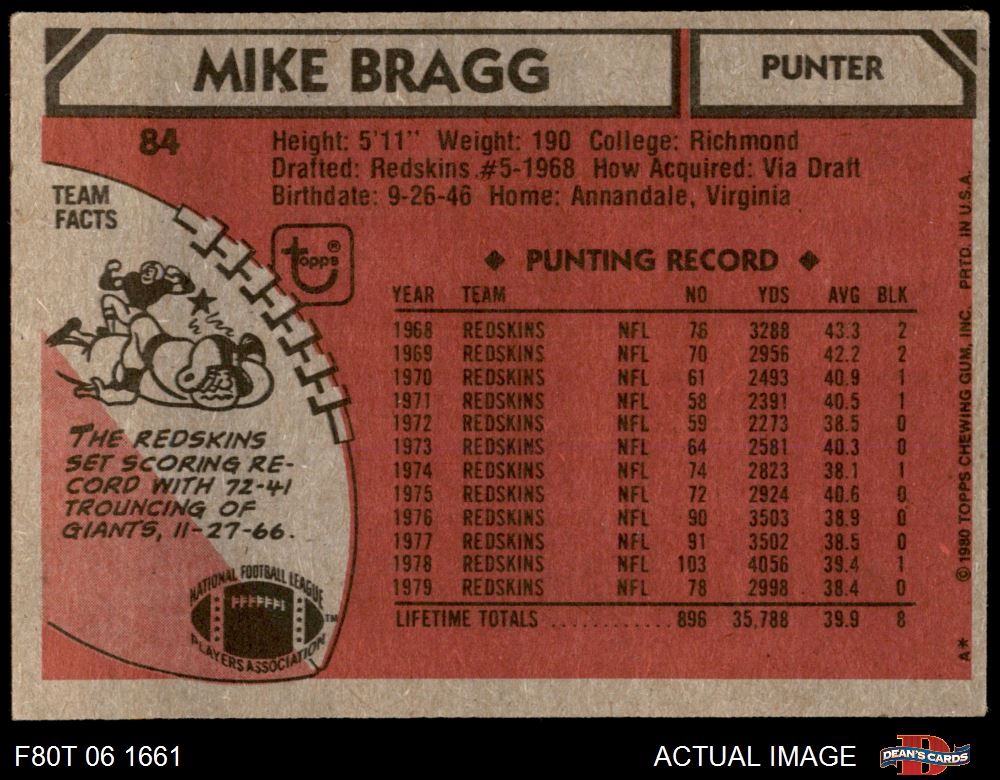 MIKE BRAGG
PUNTER
84
Height: 5'11" Weight: 190 College: Richmond
Drafted: Redskins #5-1968 How Acquired: Via Draft
Birthdate: 9-26-46 Home: Annandale, Virginia
TEAM
FACTS
topps®
THE REDSKINS
SET SCORING RE-
CORD WITH 72-41
TROUNCING OF
GIANTS, 11-27-66.
NATIONAL FOOTBALL LEAGUE
PLAYERS ASSOCIATION™
◆ PUNTING RECORD ◆
YEAR TEAM NO YDS AVG BLK
1968 REDSKINS NFL 76 3288 43.3 2
1969 REDSKINS NFL 70 2956 42.2 2
1970 REDSKINS NFL 61 2493 40.9 1
1971 REDSKINS NFL 58 2391 40.5 1
1972 REDSKINS NFL 59 2273 38.5 0
1973 REDSKINS NFL 64 2581 40.3 0
1974 REDSKINS NFL 74 2823 38.1 1
1975 REDSKINS NFL 72 2924 40.6 0
1976 REDSKINS NFL 90 3503 38.9 0
1977 REDSKINS NFL 91 3502 38.5 0
1978 REDSKINS NFL 103 4056 39.4 1
1979 REDSKINS NFL 78 2998 38.4 0
LIFETIME TOTALS ............ 896 35,788 39.9 8
A* © 1980 TOPPS CHEWING GUM, INC. PRTD. IN U.S.A.
F80T 06 1661
ACTUAL IMAGE
DEAN'S CARDS